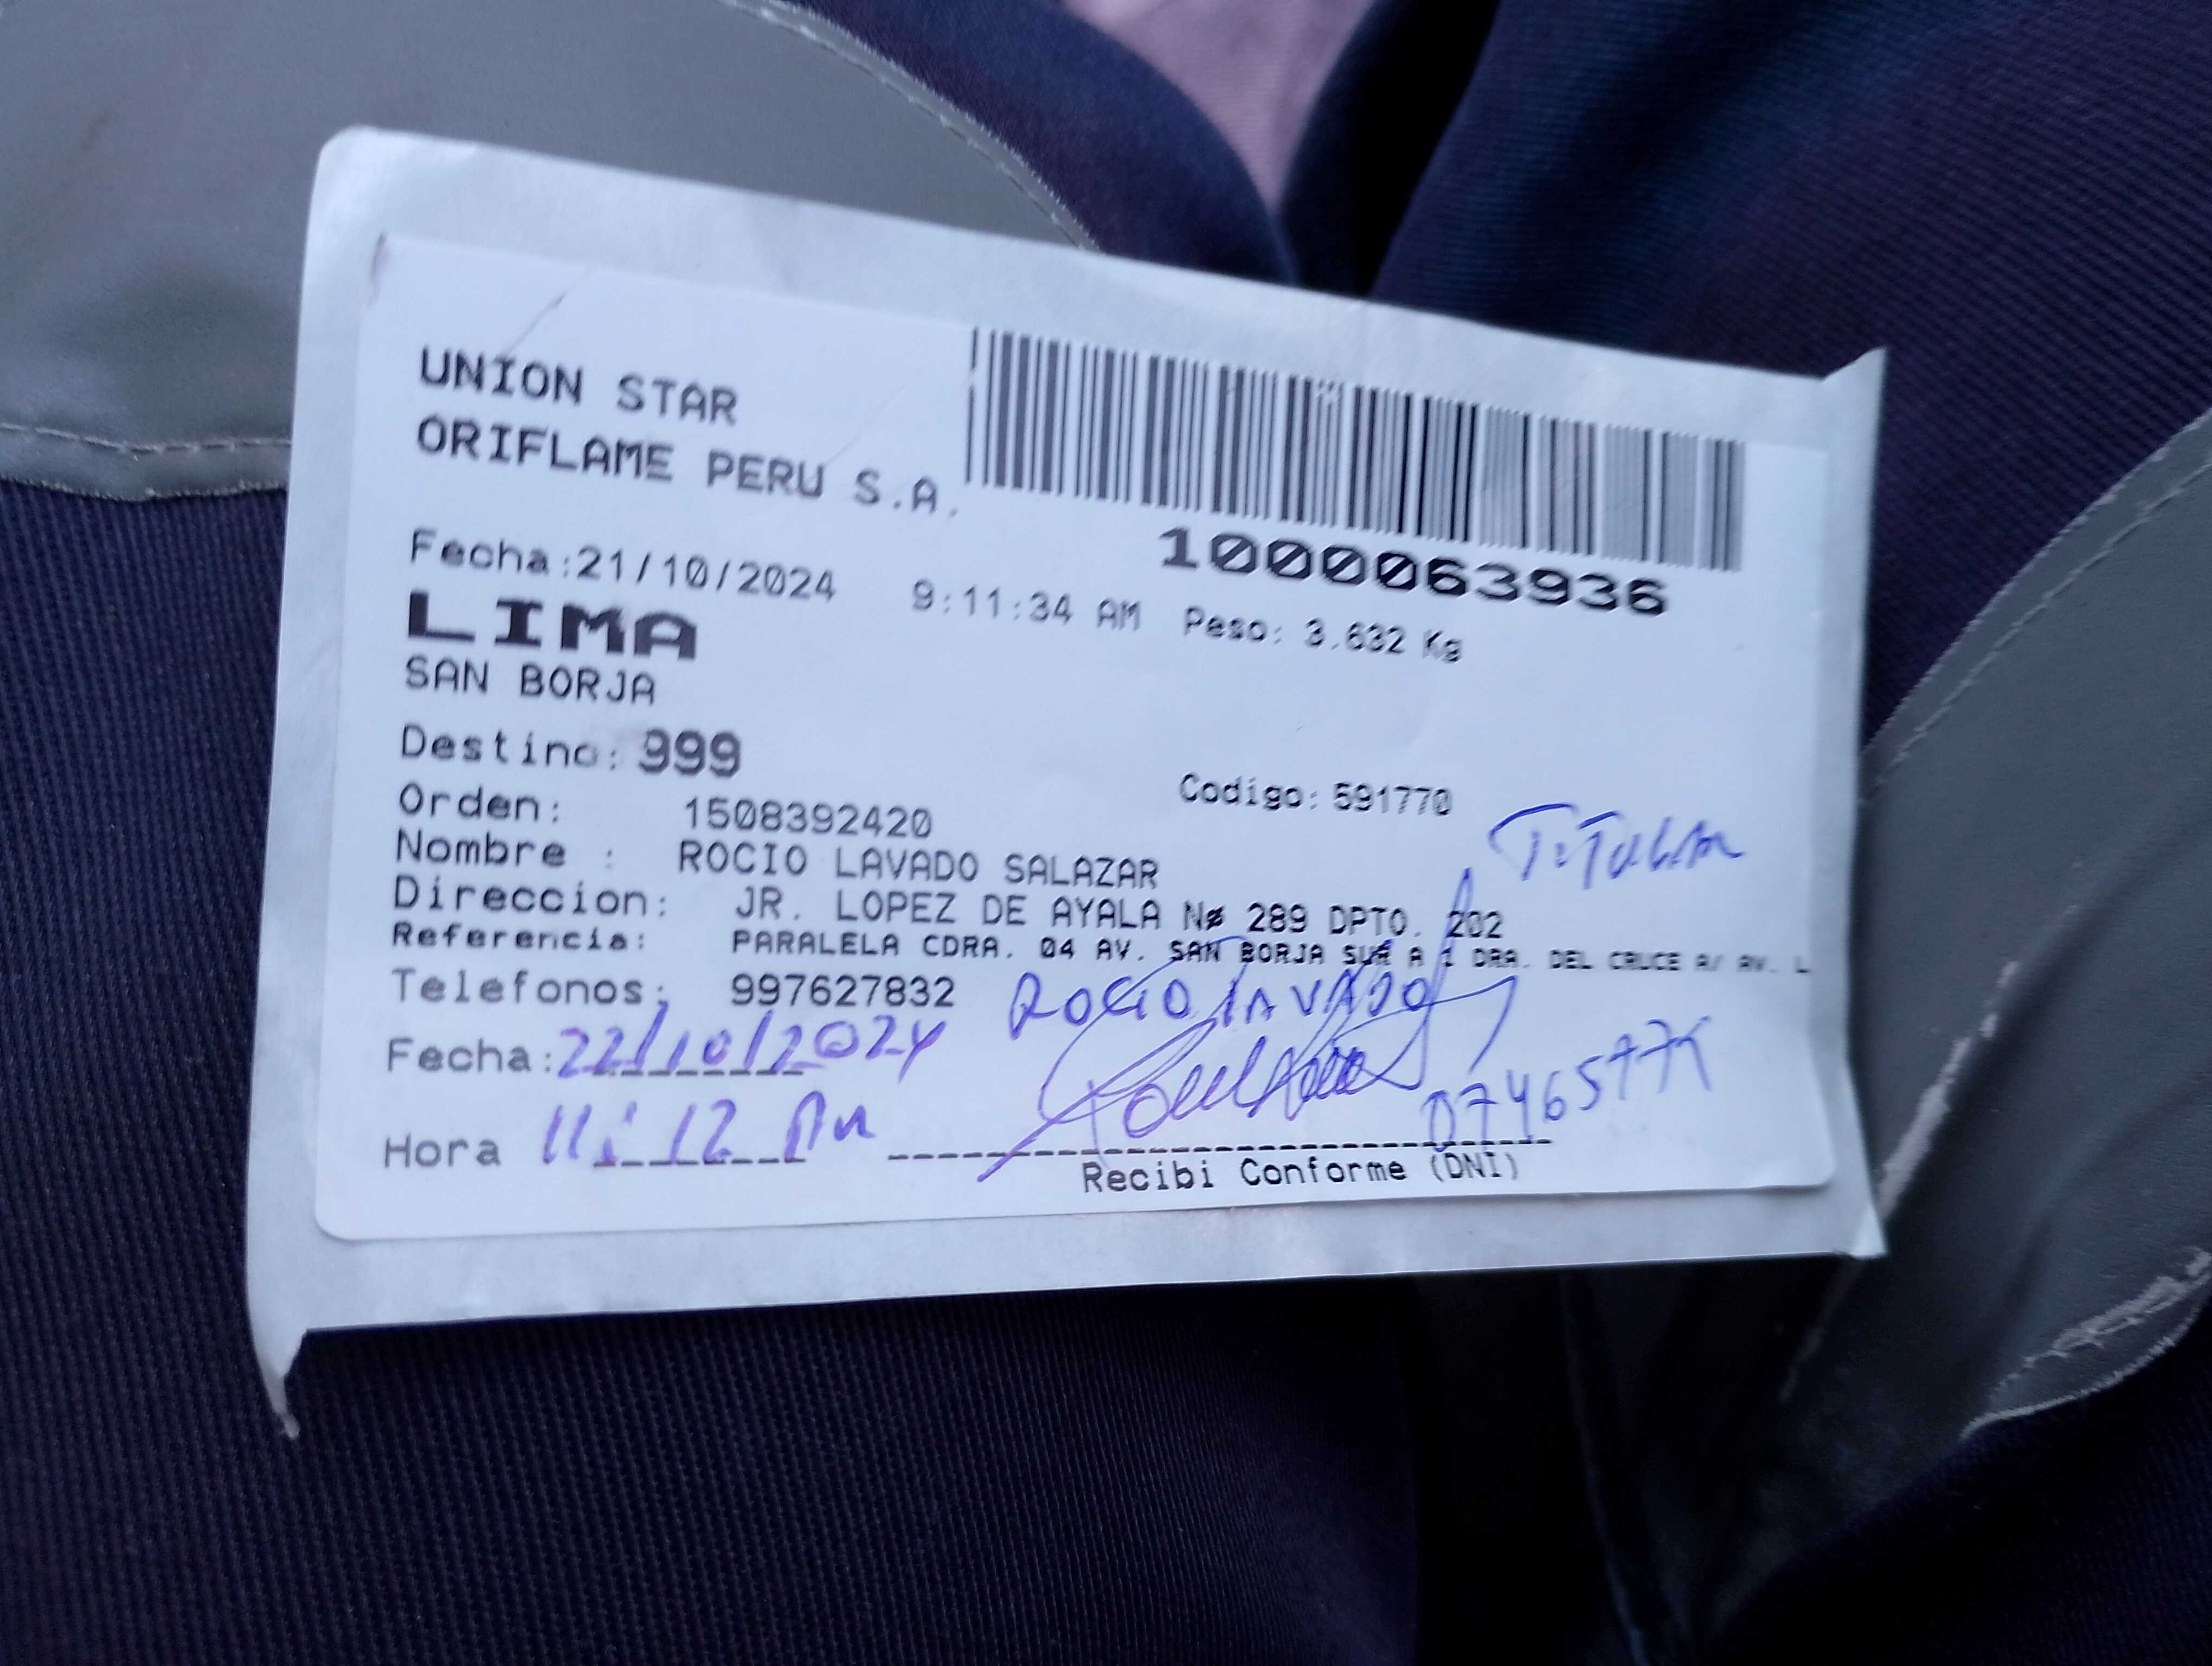 UNION STAR
ORIFLAME PERU S.A.
1000063936
Fecha:21/10/2024 9:11:34 AM Peso: 3.632 Kg
LIMA
SAN BORJA
Destino: 999
Codigo: 591770
Orden: 1508392420
Titular
Nombre : ROCIO LAVADO SALAZAR
Direccion: JR. LOPEZ DE AYALA Nø 289 DPTO. 202
Referencia: PARALELA CDRA. 04 AV. SAN BORJA SUR A 1 DRA. DEL CRUCE A/ AV. L
Telefonos: 997627832
ROCIO LAVADO
Fecha: 22/10/2024
Hora 11:12 Am
Recibi Conforme (DNI)